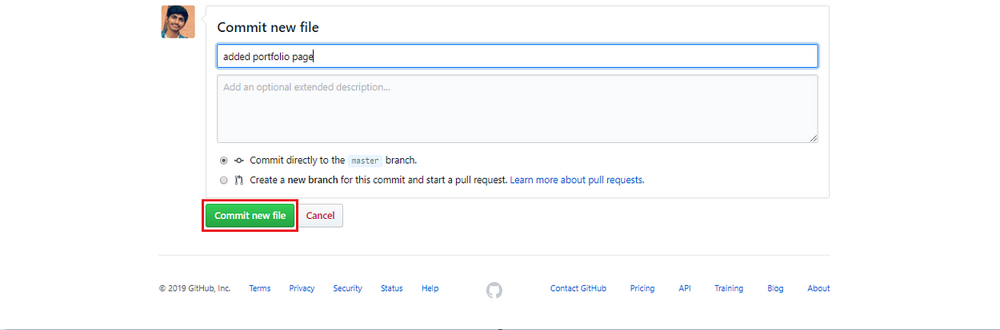 Commit new file
added portfolio page
Add an optional extended description...
Commit directly to the master branch.
Create a new branch for this commit and start a pull request. Learn more about pull requests.
Commit new file Cancel
© 2019 GitHub, Inc. Terms Privacy Security Status Help Contact GitHub Pricing API Training Blog About